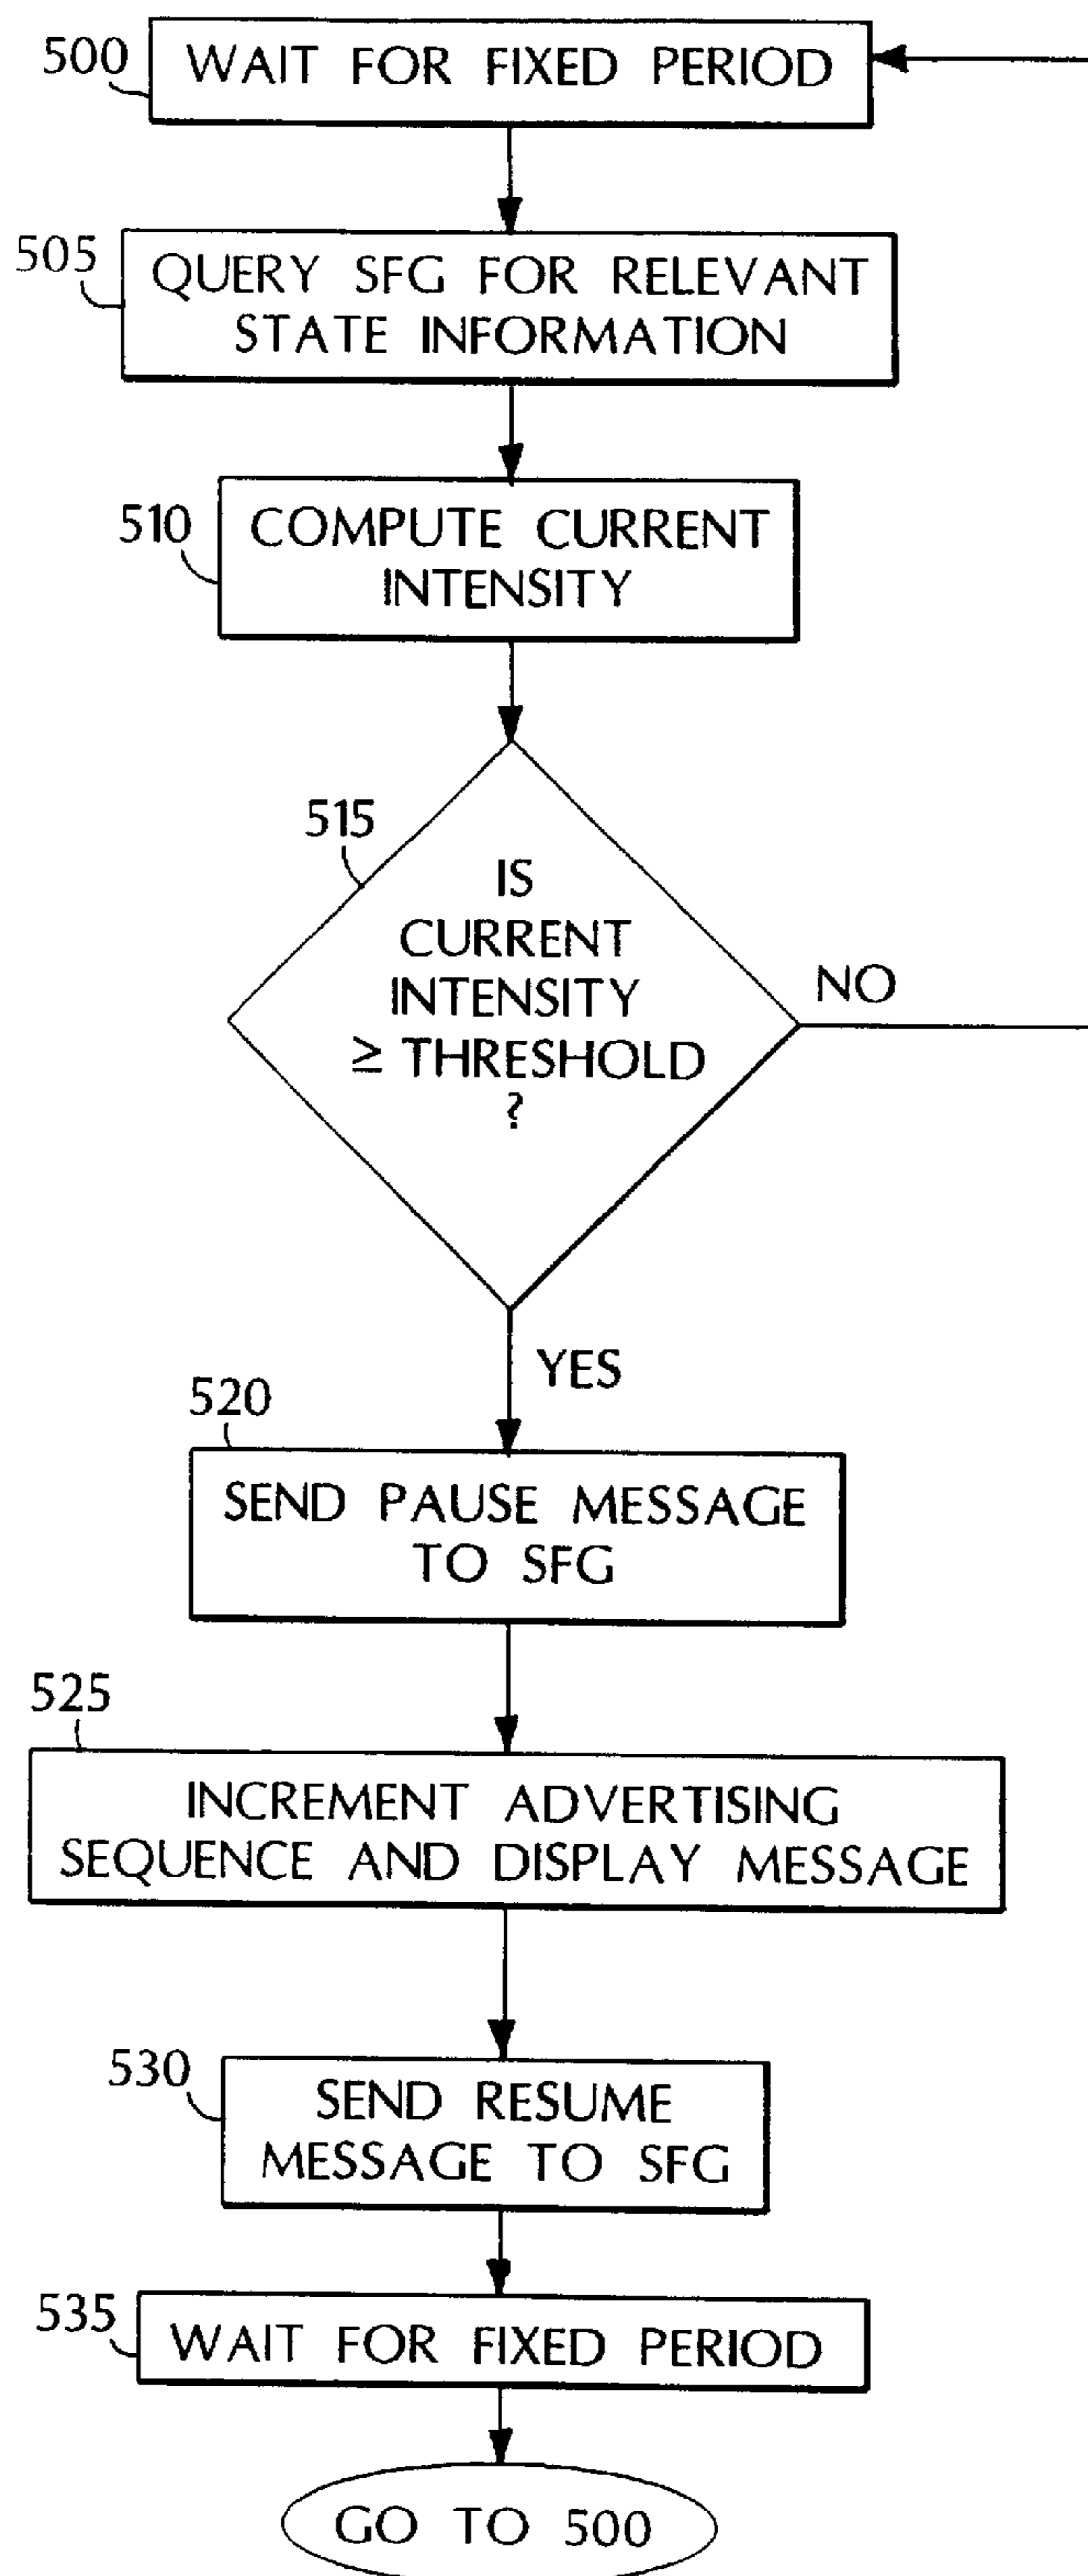 500
WAIT FOR FIXED PERIOD
505
QUERY SFG FOR RELEVANT
STATE INFORMATION
510
COMPUTE CURRENT
INTENSITY
515
IS
CURRENT
INTENSITY
≥ THRESHOLD
?
NO
YES
520
SEND PAUSE MESSAGE
TO SFG
525
INCREMENT ADVERTISING
SEQUENCE AND DISPLAY MESSAGE
530
SEND RESUME
MESSAGE TO SFG
535
WAIT FOR FIXED PERIOD
GO TO 500